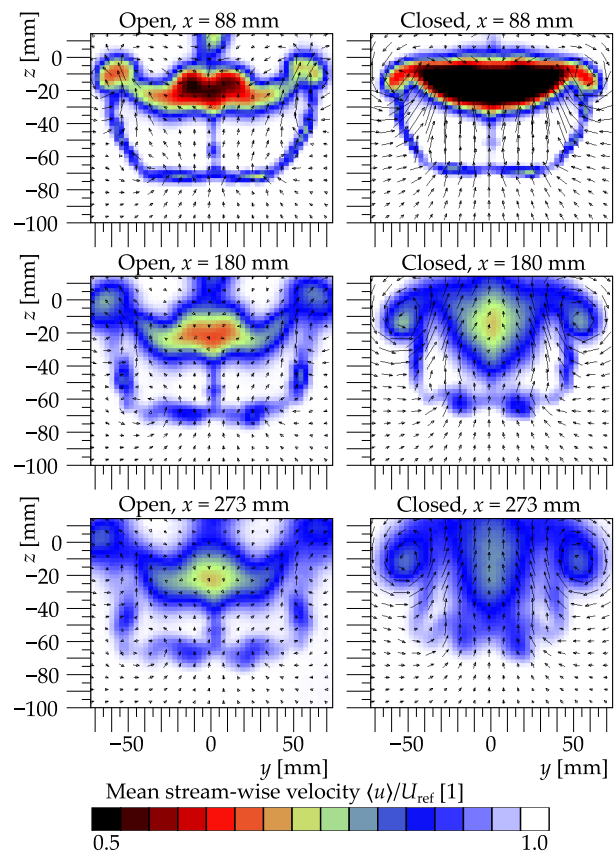 Open, x = 88 mm
Closed, x = 88 mm
z [mm]
0
−20
−40
−60
−80
−100
Open, x = 180 mm
Closed, x = 180 mm
z [mm]
0
−20
−40
−60
−80
−100
Open, x = 273 mm
Closed, x = 273 mm
z [mm]
0
−20
−40
−60
−80
−100
−50 0 50
−50 0 50
y [mm]
y [mm]
Mean stream-wise velocity ⟨u⟩/U_ref [1]
0.5 1.0